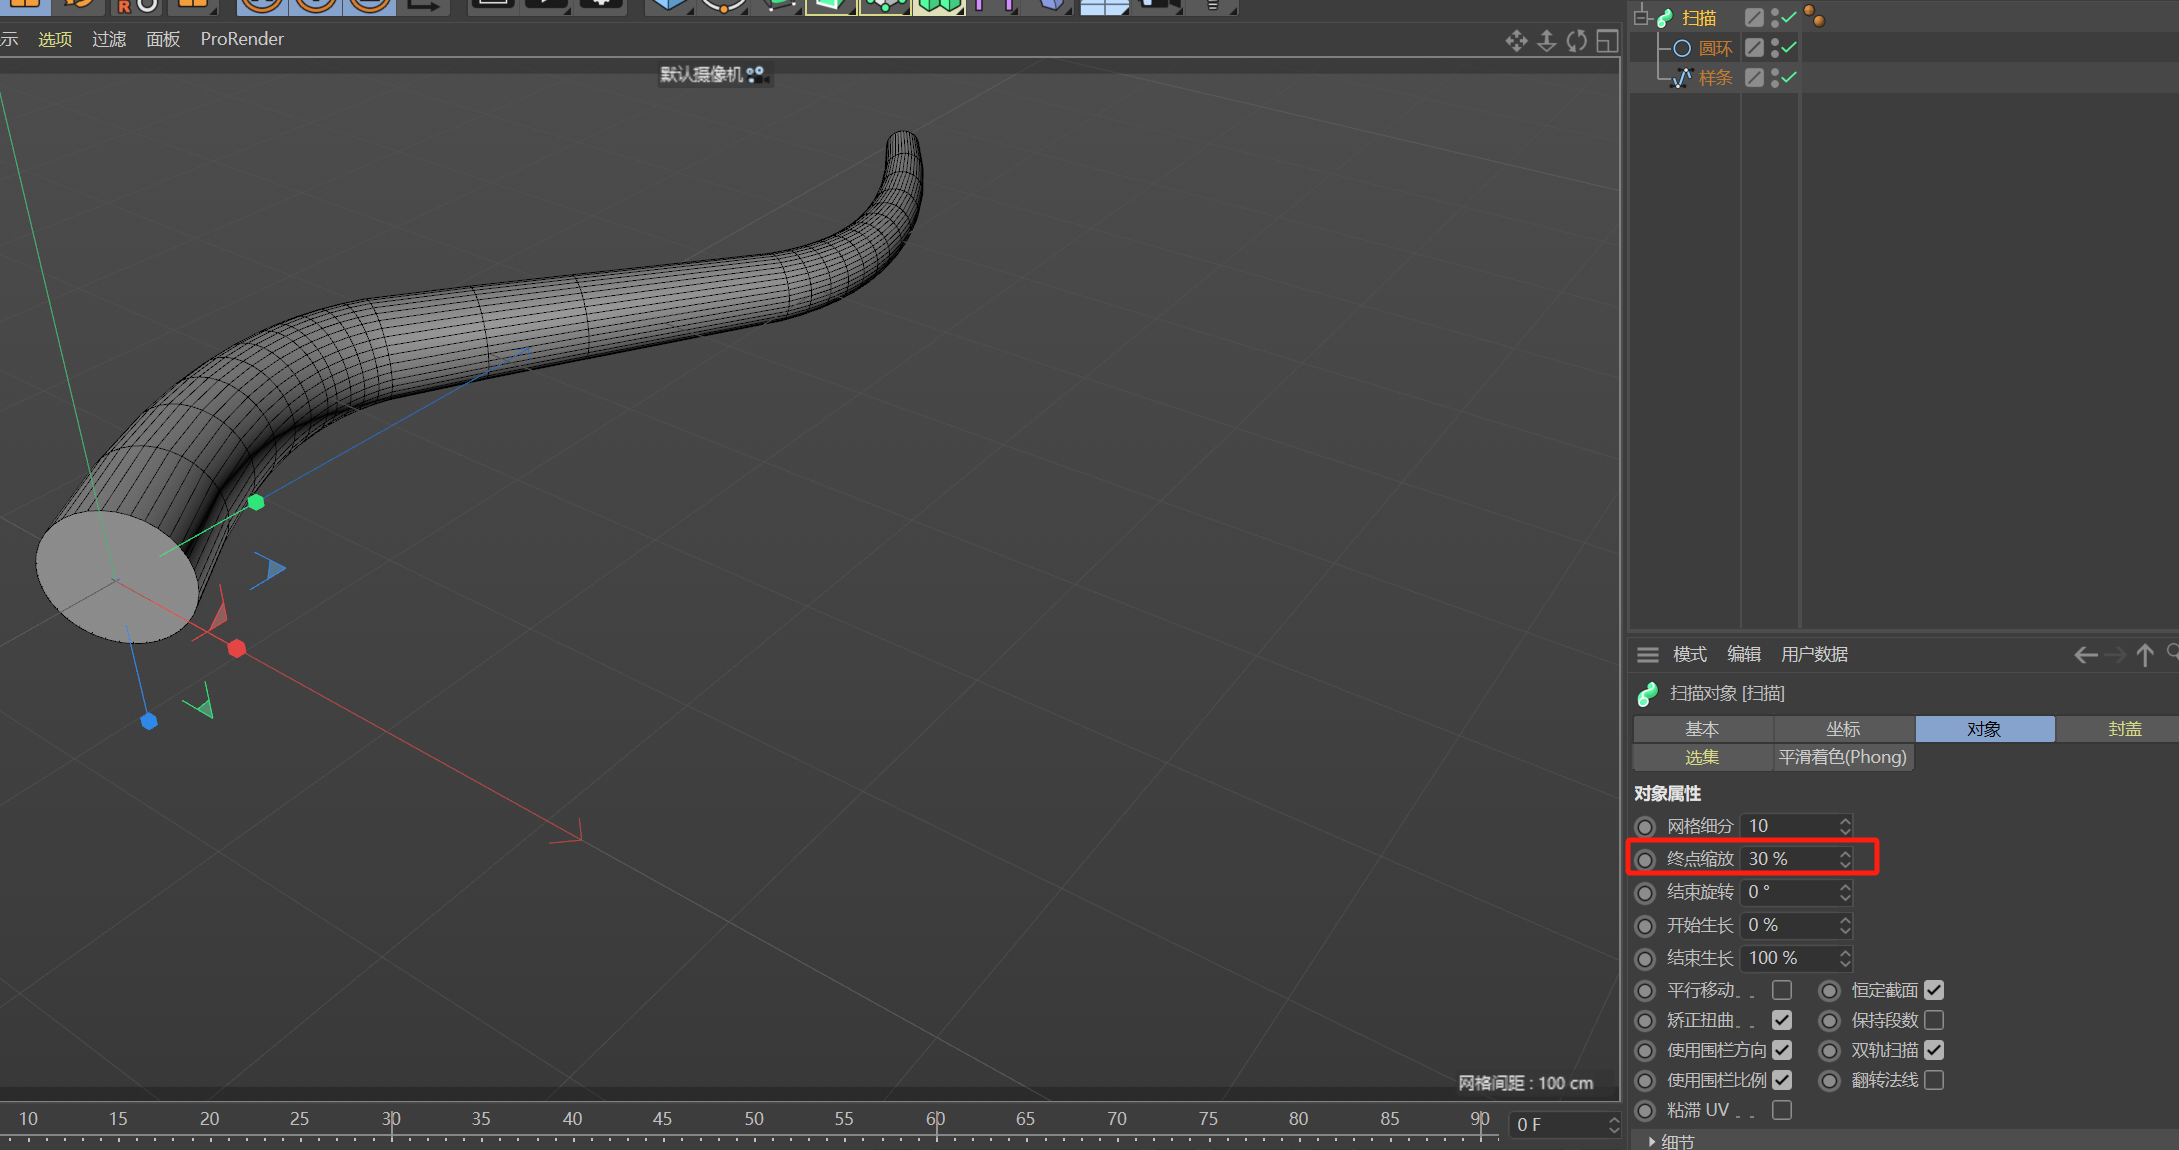 R
示 选项 过滤 面板 ProRender
默认摄像机
网格间距 : 100 cm
10 15 20 25 30 35 40 45 50 55 60 65 70 75 80 85 90 0 F
扫描
圆环
样条
模式 编辑 用户数据
扫描对象 [扫描]
基本 坐标 对象 封盖
选集 平滑着色(Phong)
对象属性
网格细分 10
终点缩放 30 %
结束旋转 0 °
开始生长 0 %
结束生长 100 %
平行移动. . 恒定截面
矫正扭曲. . 保持段数
使用围栏方向 双轨扫描
使用围栏比例 翻转法线
粘滞 UV . .
细节